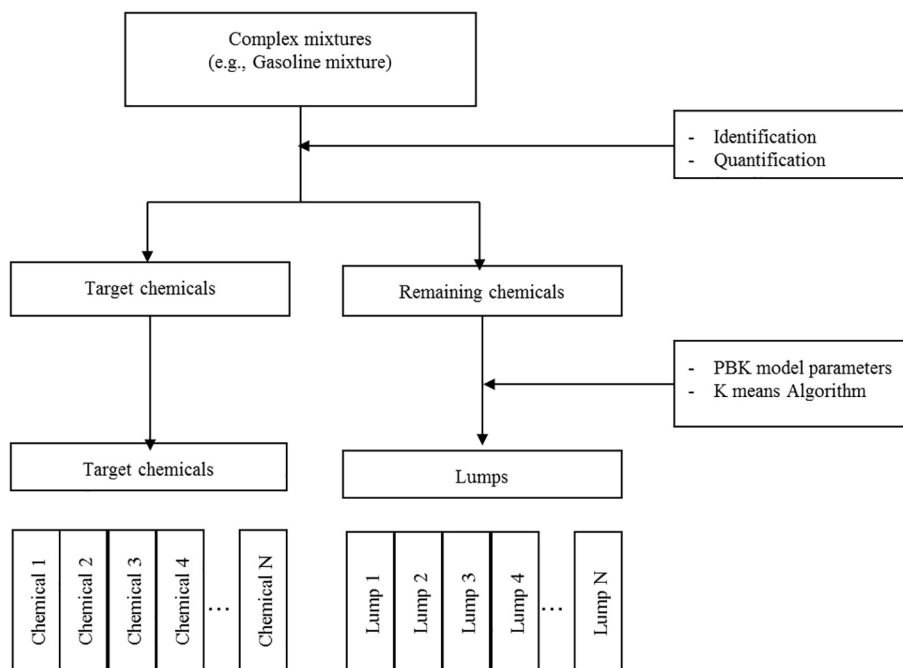 Complex mixtures
(e.g., Gasoline mixture)
- Identification
- Quantification
Target chemicals
Remaining chemicals
- PBK model parameters
- K means Algorithm
Target chemicals
Lumps
Chemical 1
Chemical 2
Chemical 3
Chemical 4
...
Chemical N
Lump 1
Lump 2
Lump 3
Lump 4
...
Lump N